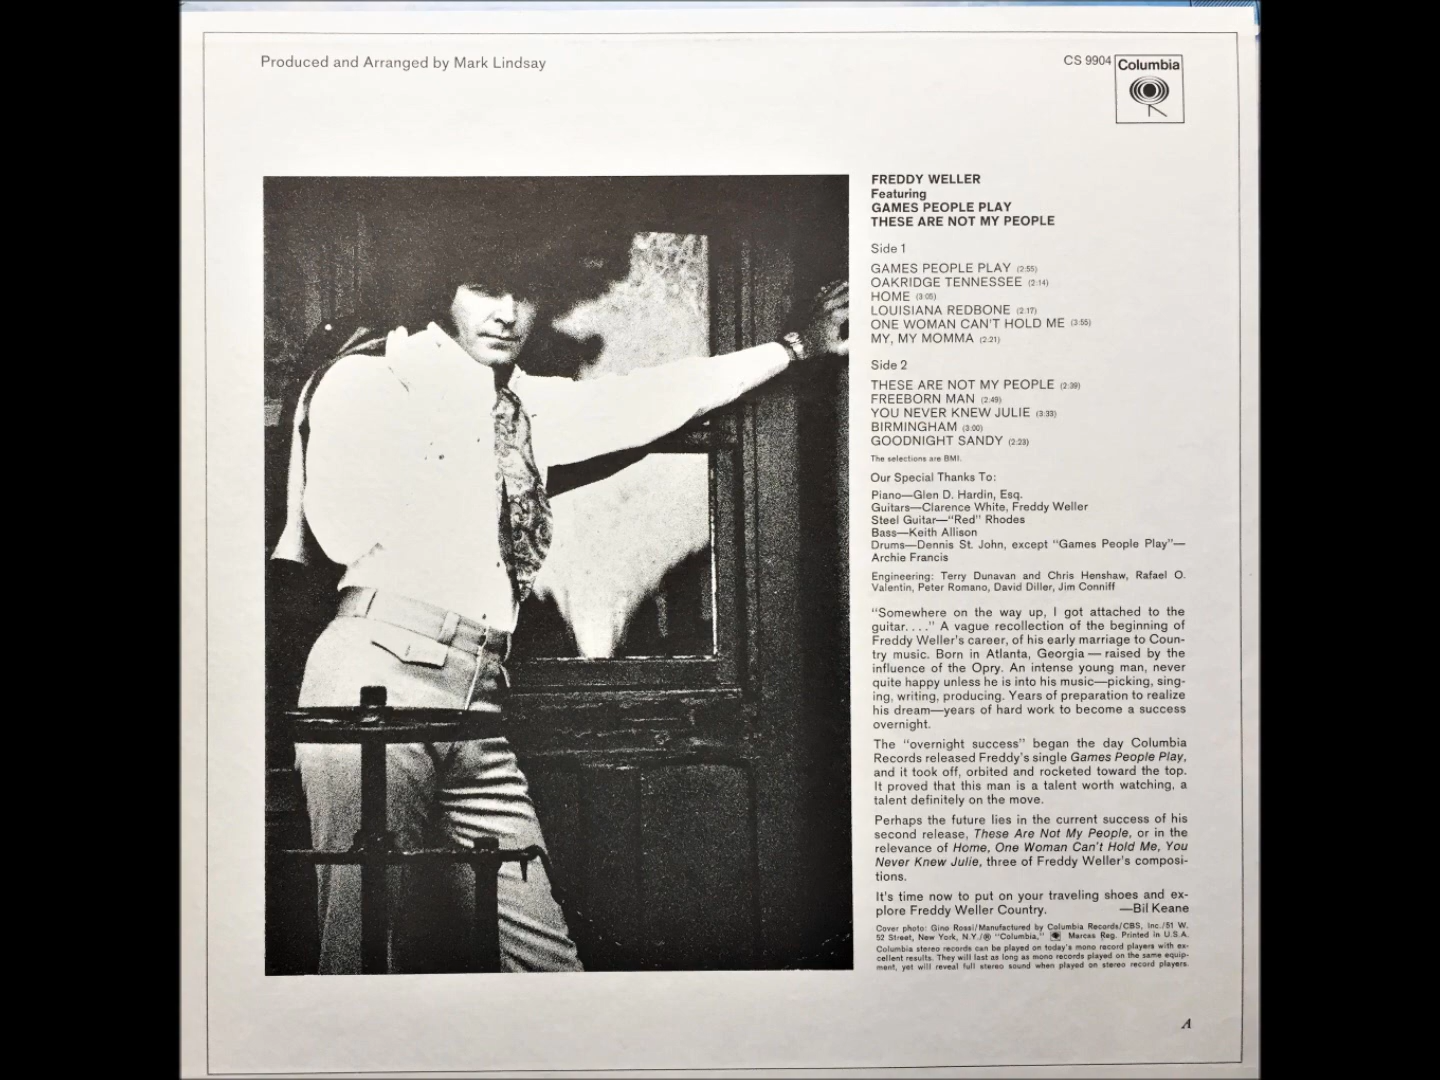 Produced and Arranged by Mark Lindsay
CS 9904
Columbia
FREDDY WELLER
Featuring
GAMES PEOPLE PLAY
THESE ARE NOT MY PEOPLE
Side 1
GAMES PEOPLE PLAY (2:55)
OAKRIDGE TENNESSEE (2:14)
HOME (3:05)
LOUISIANA REDBONE (2:17)
ONE WOMAN CAN'T HOLD ME (3:55)
MY, MY MOMMA (2:21)
Side 2
THESE ARE NOT MY PEOPLE (2:39)
FREEBORN MAN (2:49)
YOU NEVER KNEW JULIE (3:33)
BIRMINGHAM (3:00)
GOODNIGHT SANDY (2:23)
The selections are BMI.
Our Special Thanks To:
Piano—Glen D. Hardin, Esq.
Guitars—Clarence White, Freddy Weller
Steel Guitar—"Red" Rhodes
Bass—Keith Allison
Drums—Dennis St. John, except "Games People Play"—
Archie Francis
Engineering: Terry Dunavan and Chris Henshaw, Rafael O.
Valentin, Peter Romano, David Diller, Jim Conniff
"Somewhere on the way up, I got attached to the
guitar. . . ." A vague recollection of the beginning of
Freddy Weller's career, of his early marriage to Coun-
try music. Born in Atlanta, Georgia — raised by the
influence of the Opry. An intense young man, never
quite happy unless he is into his music—picking, sing-
ing, writing, producing. Years of preparation to realize
his dream—years of hard work to become a success
overnight.
The "overnight success" began the day Columbia
Records released Freddy's single Games People Play,
and it took off, orbited and rocketed toward the top.
It proved that this man is a talent worth watching, a
talent definitely on the move.
Perhaps the future lies in the current success of his
second release, These Are Not My People, or in the
relevance of Home, One Woman Can't Hold Me, You
Never Knew Julie, three of Freddy Weller's composi-
tions.
It's time now to put on your traveling shoes and ex-
plore Freddy Weller Country. —Bil Keane
Cover photo: Gino Rossi/Manufactured by Columbia Records/CBS, Inc./51 W.
52 Street, New York, N.Y./® "Columbia," Marcas Reg. Printed in U.S.A.
Columbia stereo records can be played on today's mono record players with ex-
cellent results. They will last as long as mono records played on the same equip-
ment, yet will reveal full stereo sound when played on stereo record players.
A